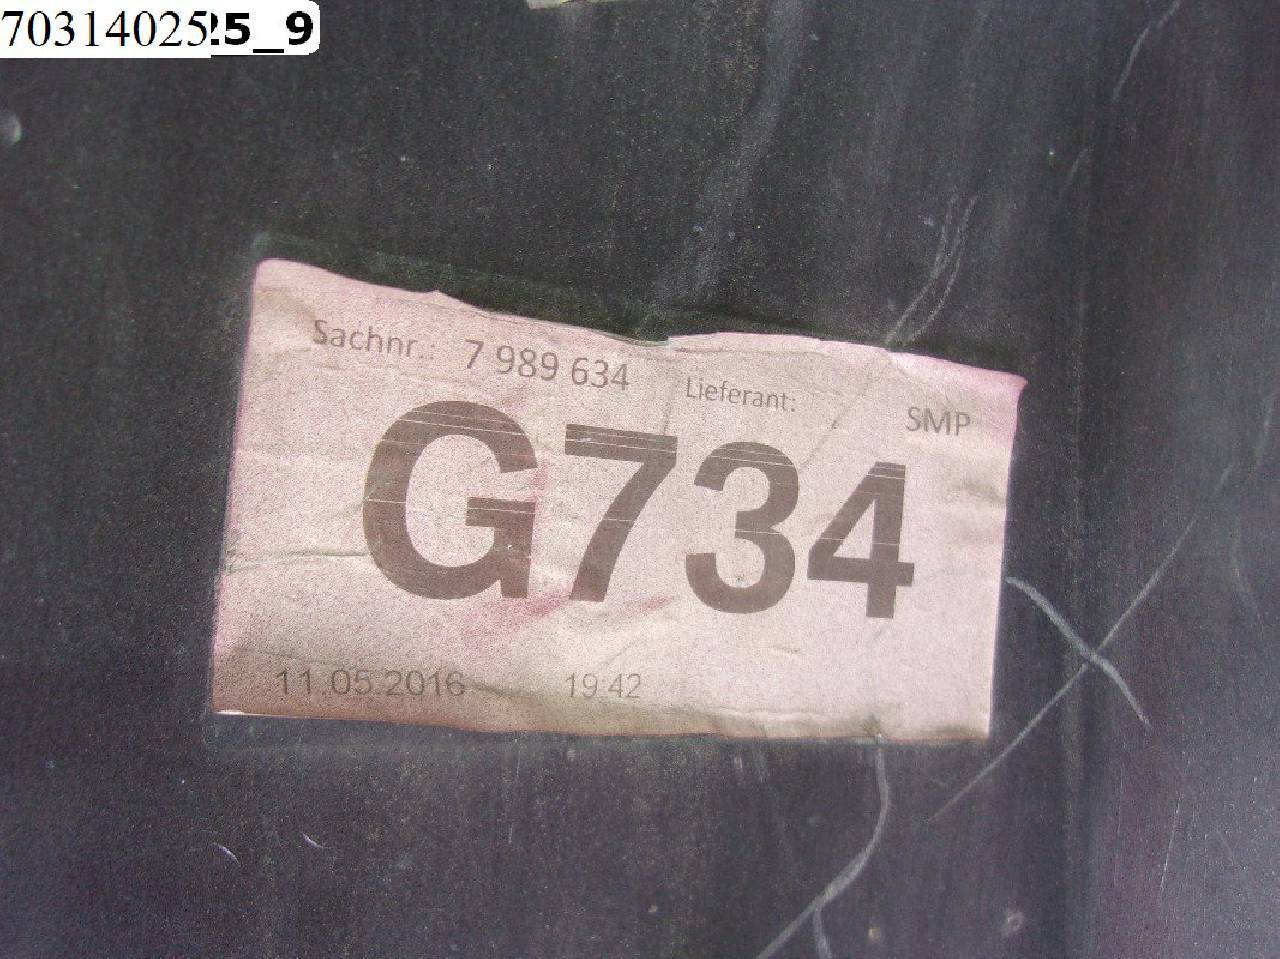 70314025
5_9
Sachnr.: 7 989 634 Lieferant: SMP
G734
11.05.2016 19:42